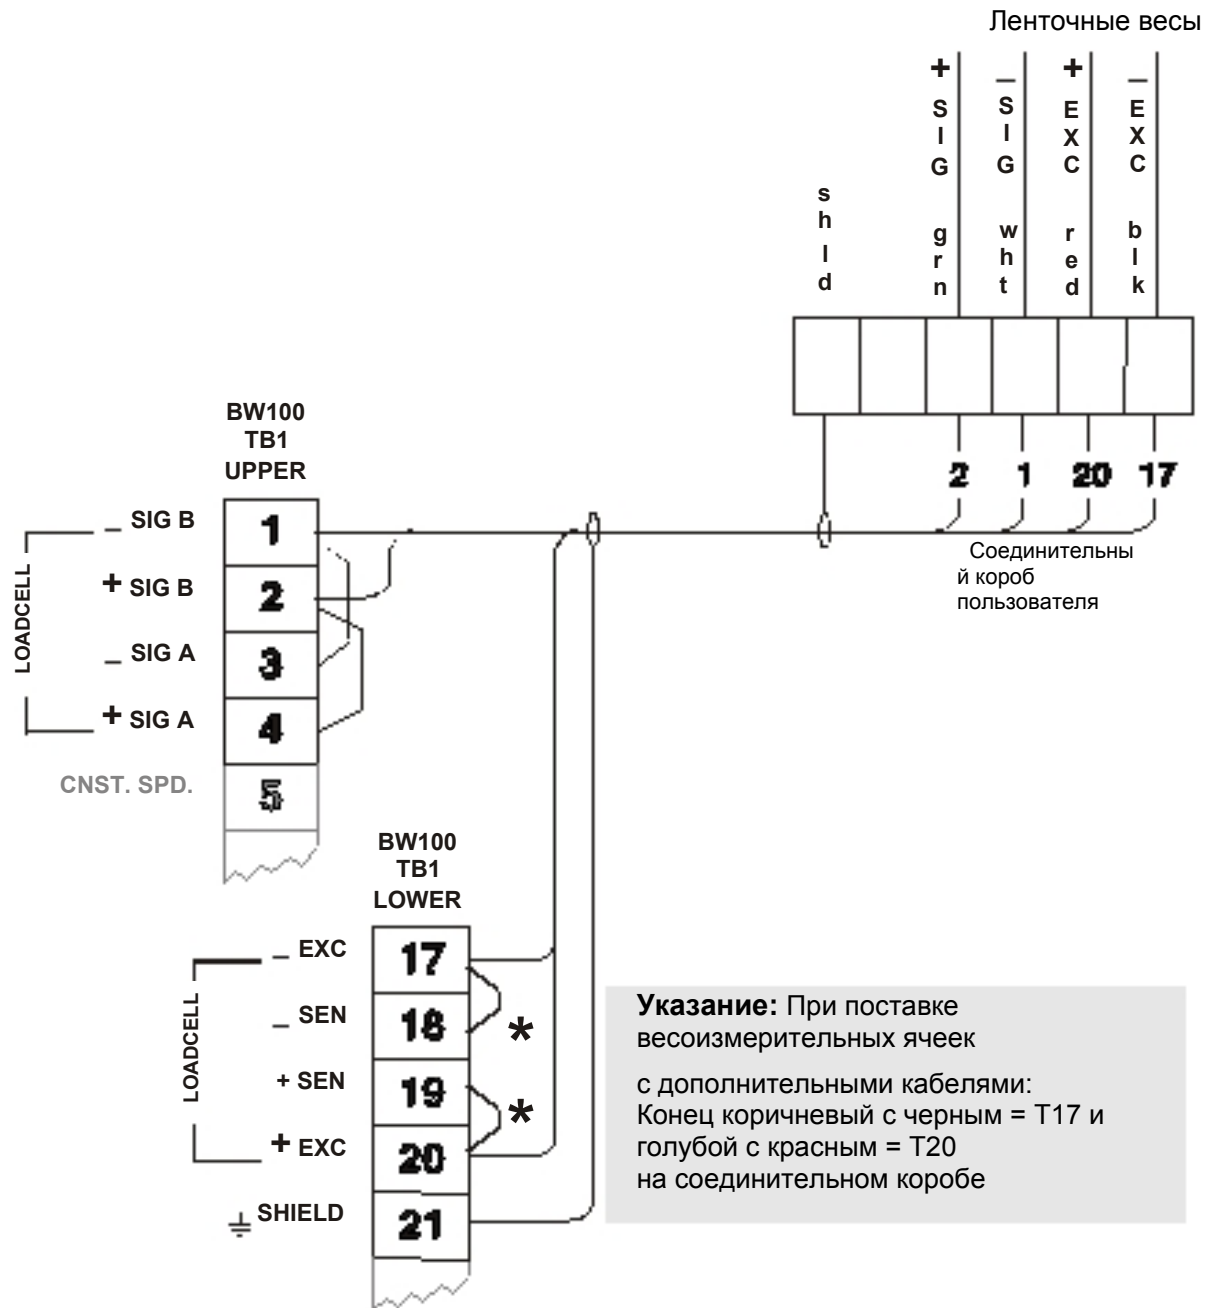 Ленточные весы
+ SIG grn
_ SIG wht
+ EXC red
_ EXC blk
shld
2 1 20 17
Соединительны
й короб
пользователя
BW100
TB1
UPPER
LOADCELL
_ SIG B 1
+ SIG B 2
_ SIG A 3
+ SIG A 4
CNST. SPD. 5
BW100
TB1
LOWER
LOADCELL
_ EXC 17
_ SEN 18 *
+ SEN 19 *
+ EXC 20
SHIELD 21
Указание: При поставке
весоизмерительных ячеек
с дополнительными кабелями:
Конец коричневый с черным = T17 и
голубой с красным = T20
на соединительном коробе